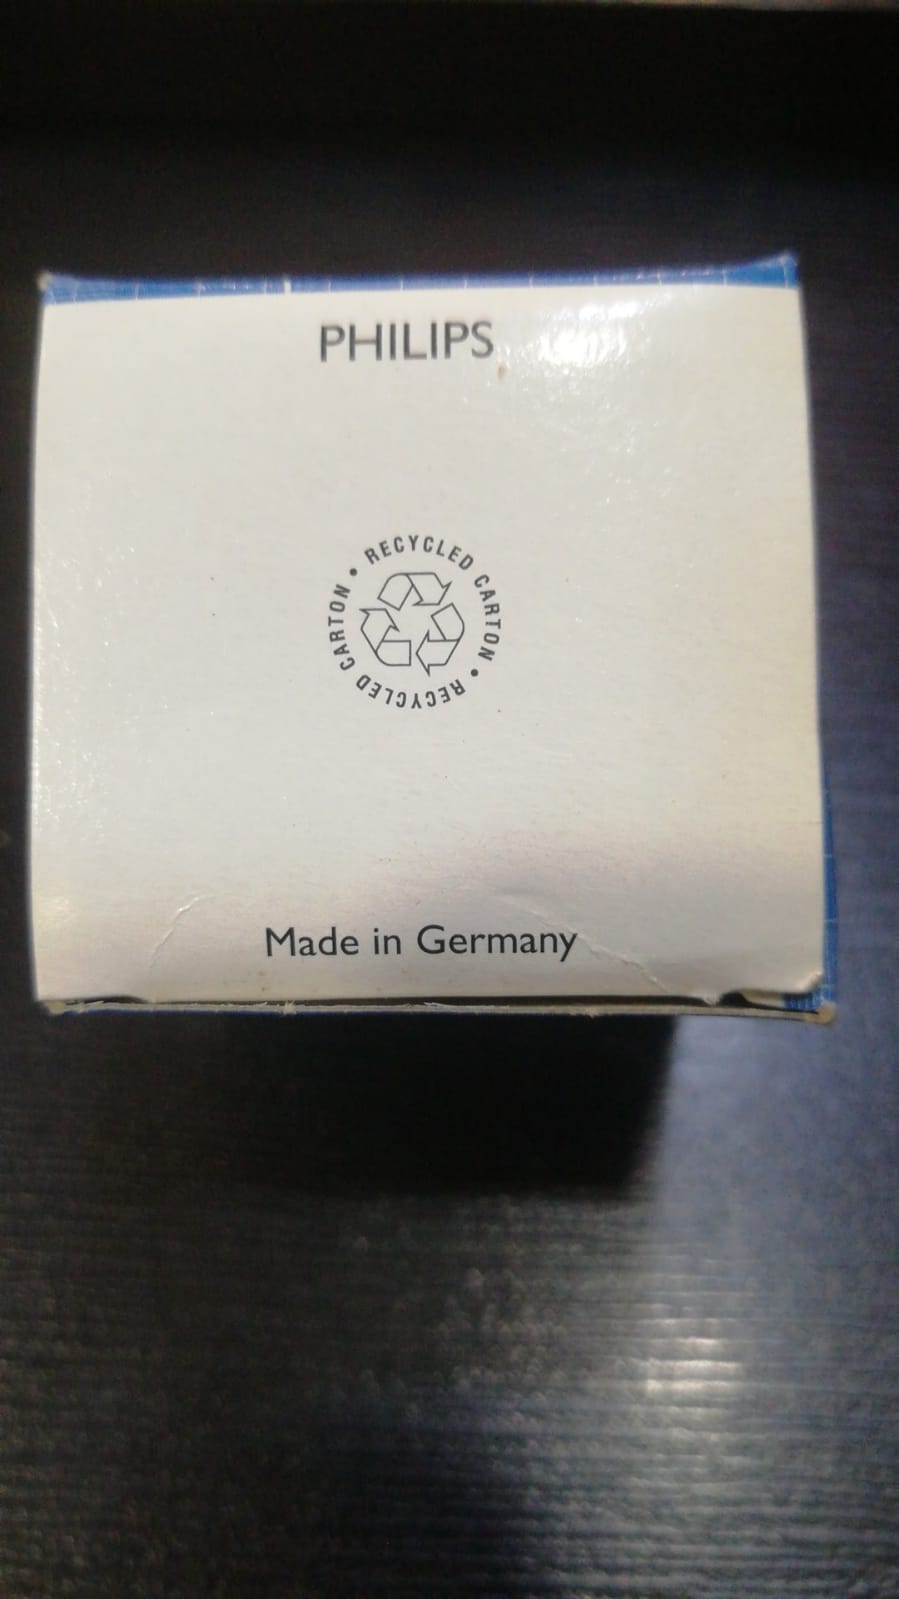 PHILIPS
RECYCLED CARTON • RECYCLED CARTON •
Made in Germany